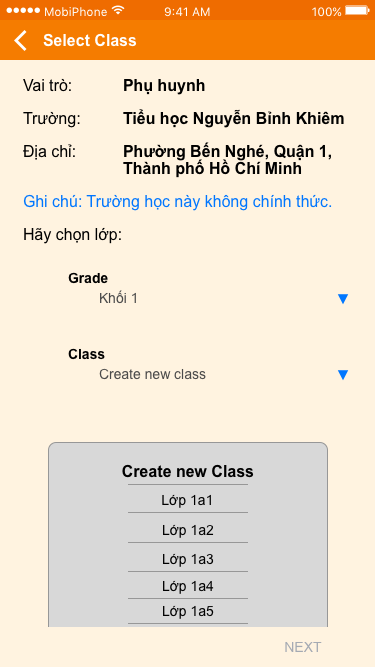 MobiPhone 9:41 AM 100%
Select Class
Vai trò: Phụ huynh
Trường: Tiểu học Nguyễn Bỉnh Khiêm
Địa chỉ: Phường Bến Nghé, Quận 1,
Thành phố Hồ Chí Minh
Ghi chú: Trường học này không chính thức.
Hãy chọn lớp:
Grade
Khối 1
Class
Create new class
Create new Class
Lớp 1a1
Lớp 1a2
Lớp 1a3
Lớp 1a4
Lớp 1a5
NEXT